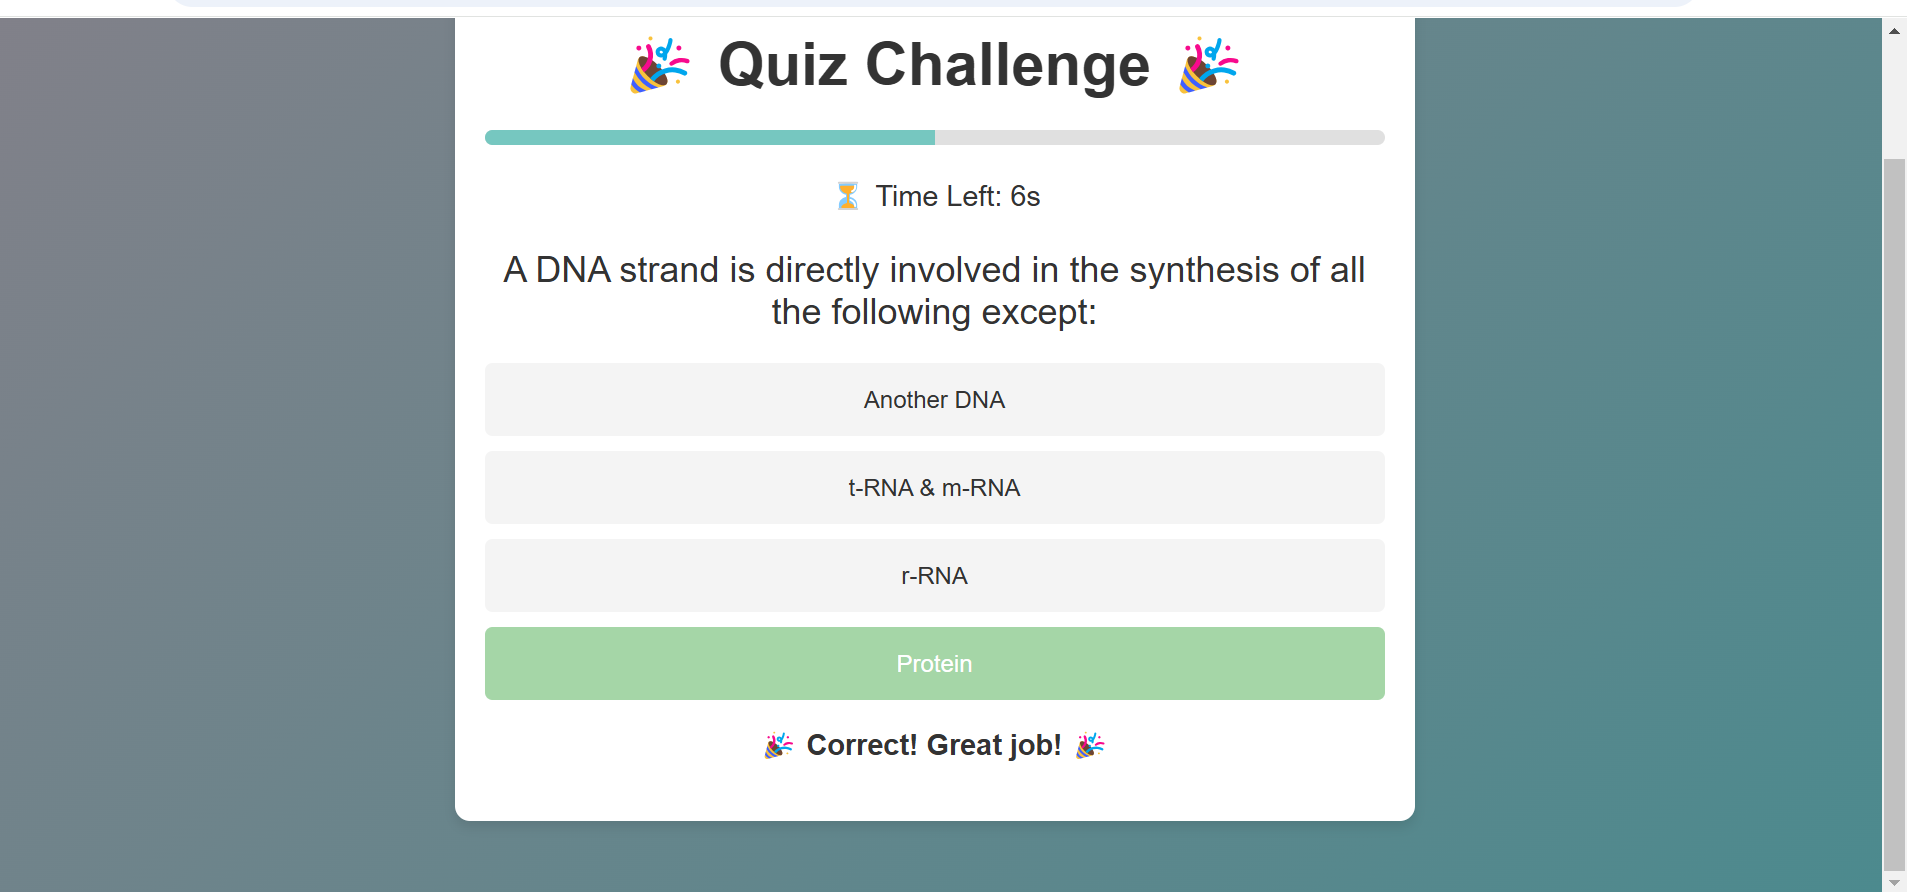 🎉 Quiz Challenge 🎉
⏳ Time Left: 6s
A DNA strand is directly involved in the synthesis of all
the following except:
Another DNA
t-RNA & m-RNA
r-RNA
Protein
🎉 Correct! Great job! 🎉